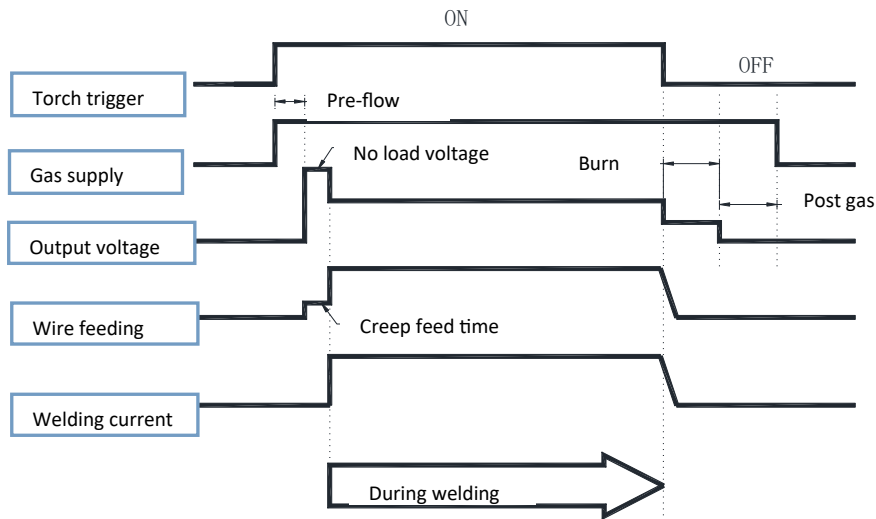 ON
OFF
Torch trigger
Pre-flow
No load voltage
Burn
Gas supply
Post gas
Output voltage
Wire feeding
Creep feed time
Welding current
During welding